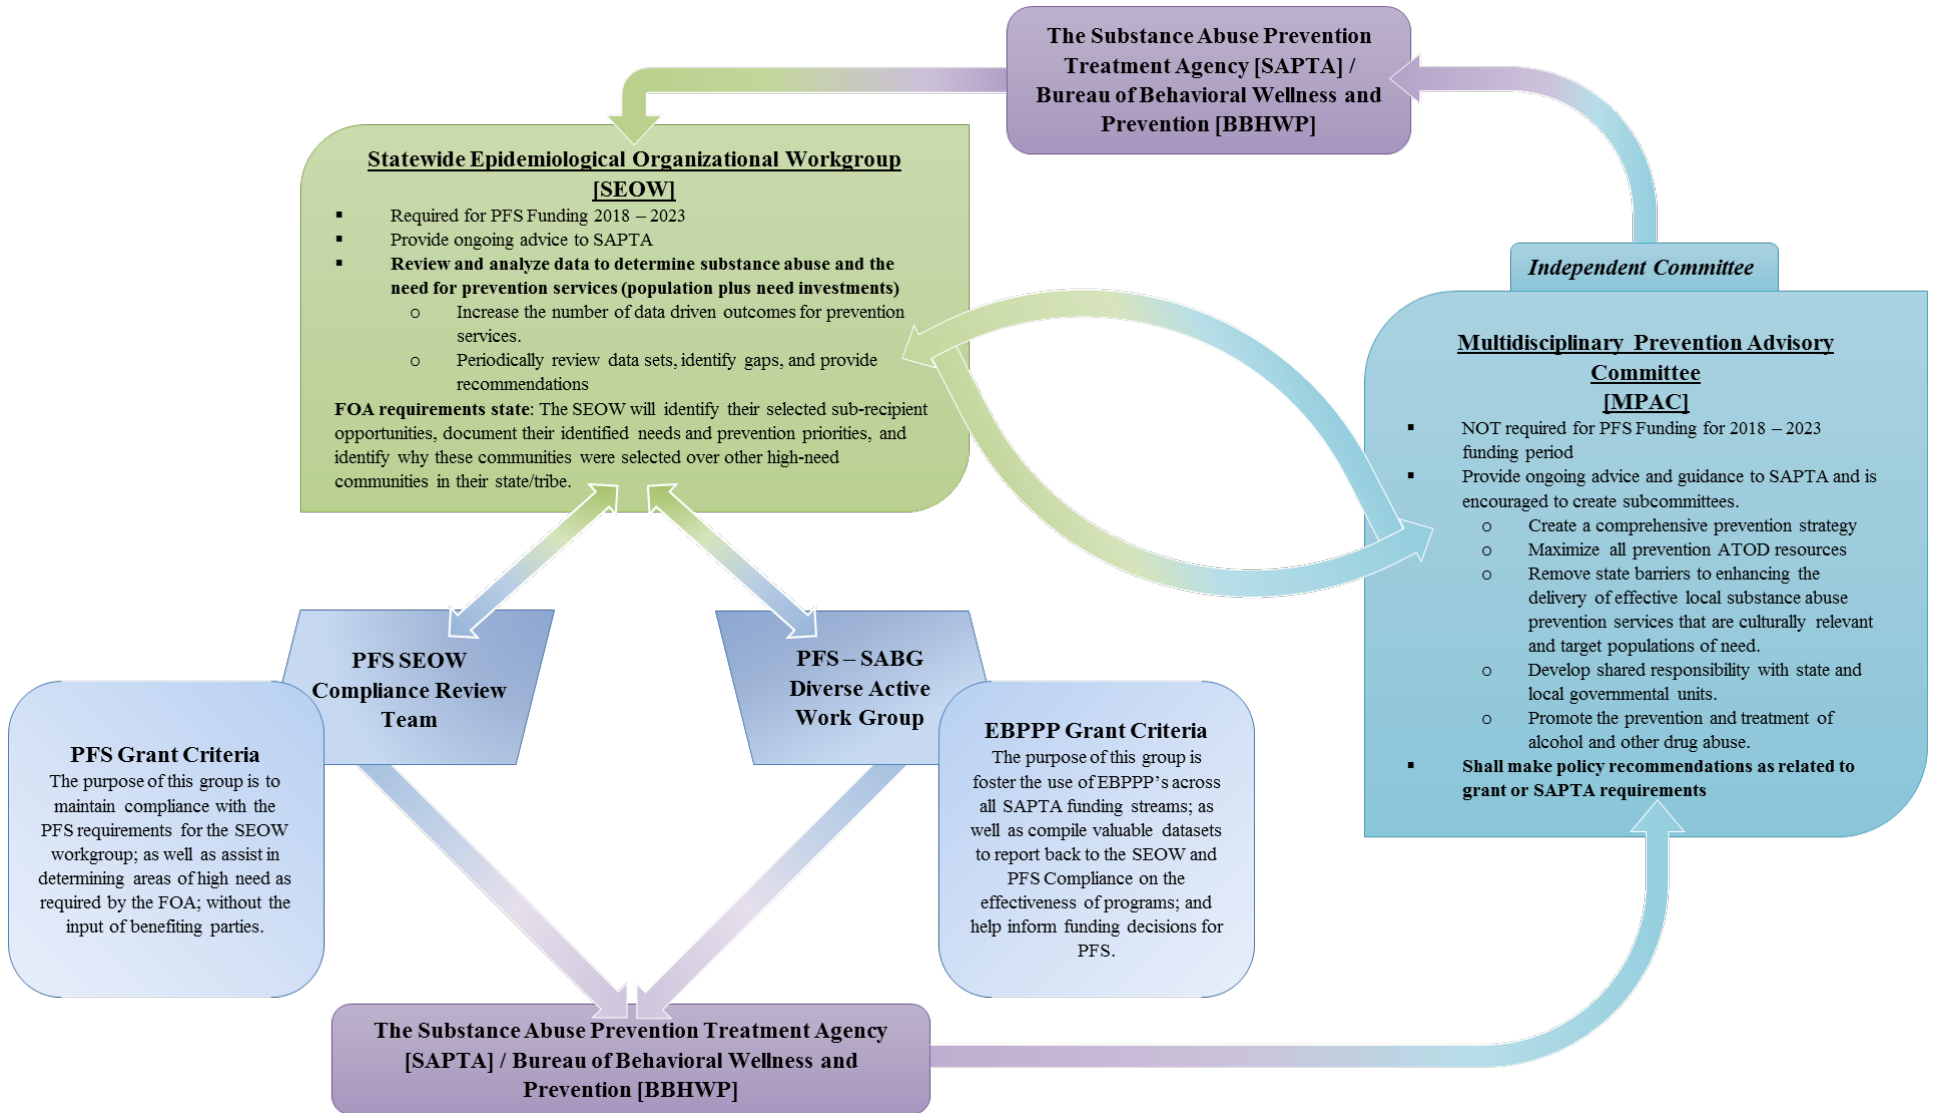 The Substance Abuse Prevention
Treatment Agency [SAPTA] /
Bureau of Behavioral Wellness and
Prevention [BBHWP]
Statewide Epidemiological Organizational Workgroup
[SEOW]
▪ Required for PFS Funding 2018 – 2023
▪ Provide ongoing advice to SAPTA
▪ Review and analyze data to determine substance abuse and the
need for prevention services (population plus need investments)
o Increase the number of data driven outcomes for prevention
services.
o Periodically review data sets, identify gaps, and provide
recommendations
FOA requirements state: The SEOW will identify their selected sub-recipient
opportunities, document their identified needs and prevention priorities, and
identify why these communities were selected over other high-need
communities in their state/tribe.
Independent Committee
Multidisciplinary Prevention Advisory
Committee
[MPAC]
▪ NOT required for PFS Funding for 2018 – 2023
funding period
▪ Provide ongoing advice and guidance to SAPTA and is
encouraged to create subcommittees.
o Create a comprehensive prevention strategy
o Maximize all prevention ATOD resources
o Remove state barriers to enhancing the
delivery of effective local substance abuse
prevention services that are culturally relevant
and target populations of need.
o Develop shared responsibility with state and
local governmental units.
o Promote the prevention and treatment of
alcohol and other drug abuse.
▪ Shall make policy recommendations as related to
grant or SAPTA requirements
PFS SEOW
Compliance Review
Team
PFS – SABG
Diverse Active
Work Group
PFS Grant Criteria
The purpose of this group is to
maintain compliance with the
PFS requirements for the SEOW
workgroup; as well as assist in
determining areas of high need as
required by the FOA; without the
input of benefiting parties.
EBPPP Grant Criteria
The purpose of this group is
foster the use of EBPPP's across
all SAPTA funding streams; as
well as compile valuable datasets
to report back to the SEOW and
PFS Compliance on the
effectiveness of programs; and
help inform funding decisions for
PFS.
The Substance Abuse Prevention Treatment Agency
[SAPTA] / Bureau of Behavioral Wellness and
Prevention [BBHWP]